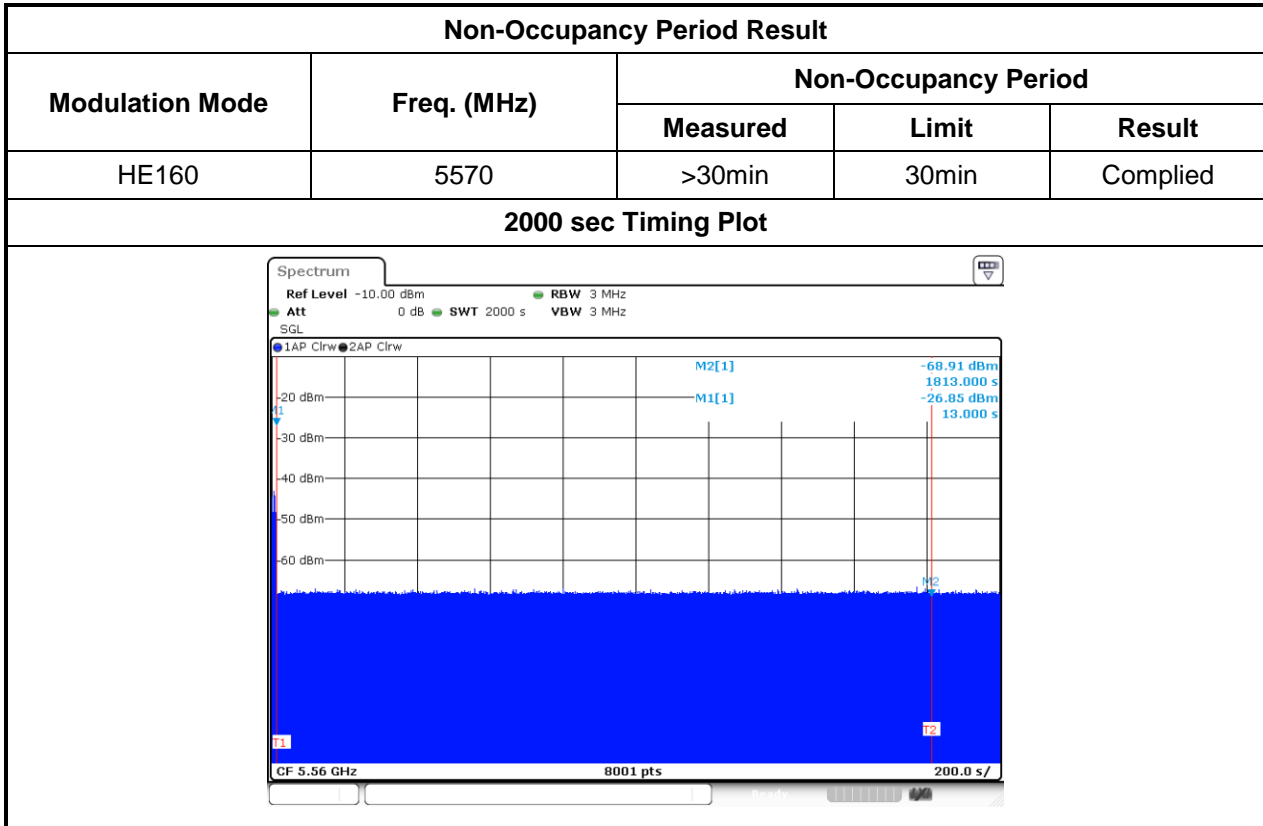 Non-Occupancy Period Result
Modulation Mode Freq. (MHz) Non-Occupancy Period
Measured Limit Result
HE160 5570 >30min 30min Complied
2000 sec Timing Plot
Spectrum
Ref Level -10.00 dBm RBW 3 MHz
Att 0 dB SWT 2000 s VBW 3 MHz
SGL
1AP Clrw 2AP Clrw
M2[1] -68.91 dBm
1813.000 s
-20 dBm M1[1] -26.85 dBm
M1 13.000 s
-30 dBm
-40 dBm
-50 dBm
-60 dBm
M2
T1 T2
CF 5.56 GHz 8001 pts 200.0 s/
Ready